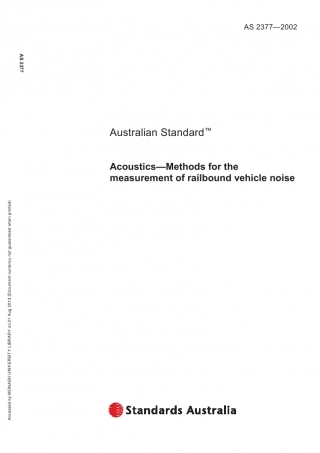 AS 2377—2002
AS 2377
Australian Standard™
Acoustics—Methods for the
measurement of railbound vehicle noise
Accessed by MONASH UNIVERSITY LIBRARY on 21 Aug 2013 (Document currency not guaranteed when printed)
Standards Australia